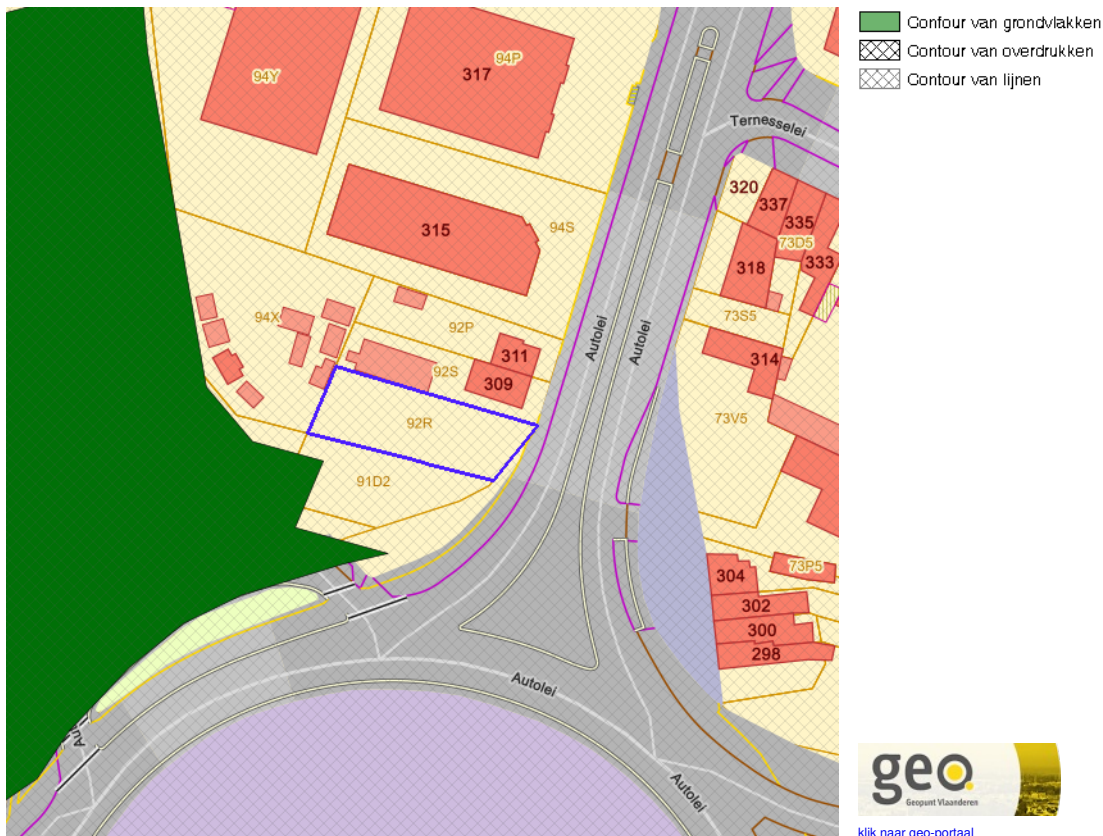 Contour van grondvlakken
Contour van overdrukken
Contour van lijnen
94Y
94P
317
Ternesselei
320
337
335
73D5
333
315
94S
318
94X
92P
73S5
Autolei
Autolei
311
314
92S
309
92R
73V5
91D2
73P5
304
302
300
298
Autolei
Autolei
geo.
Geopunt Vlaanderen
klik naar geo-portaal